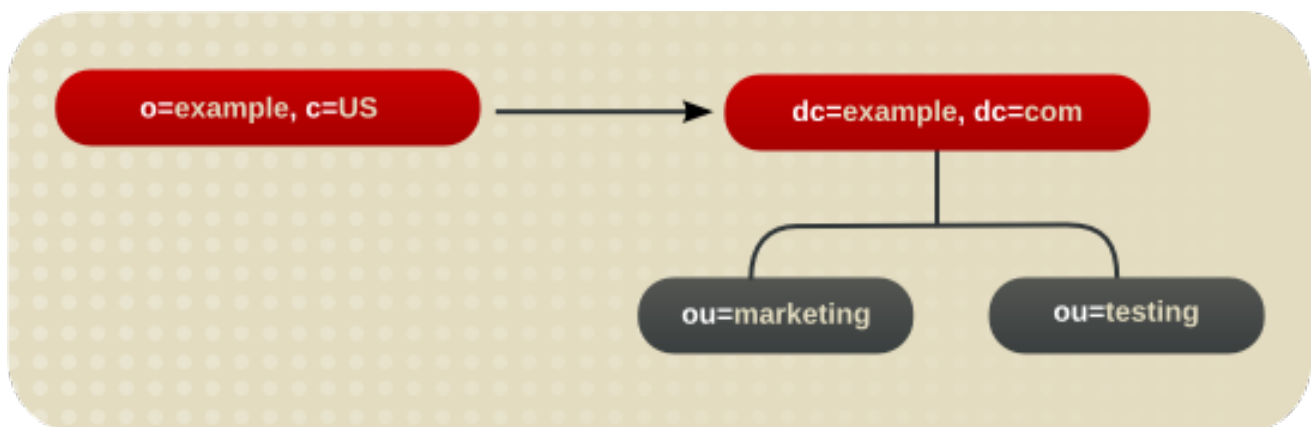 o=example, c=US
dc=example, dc=com
ou=marketing
ou=testing